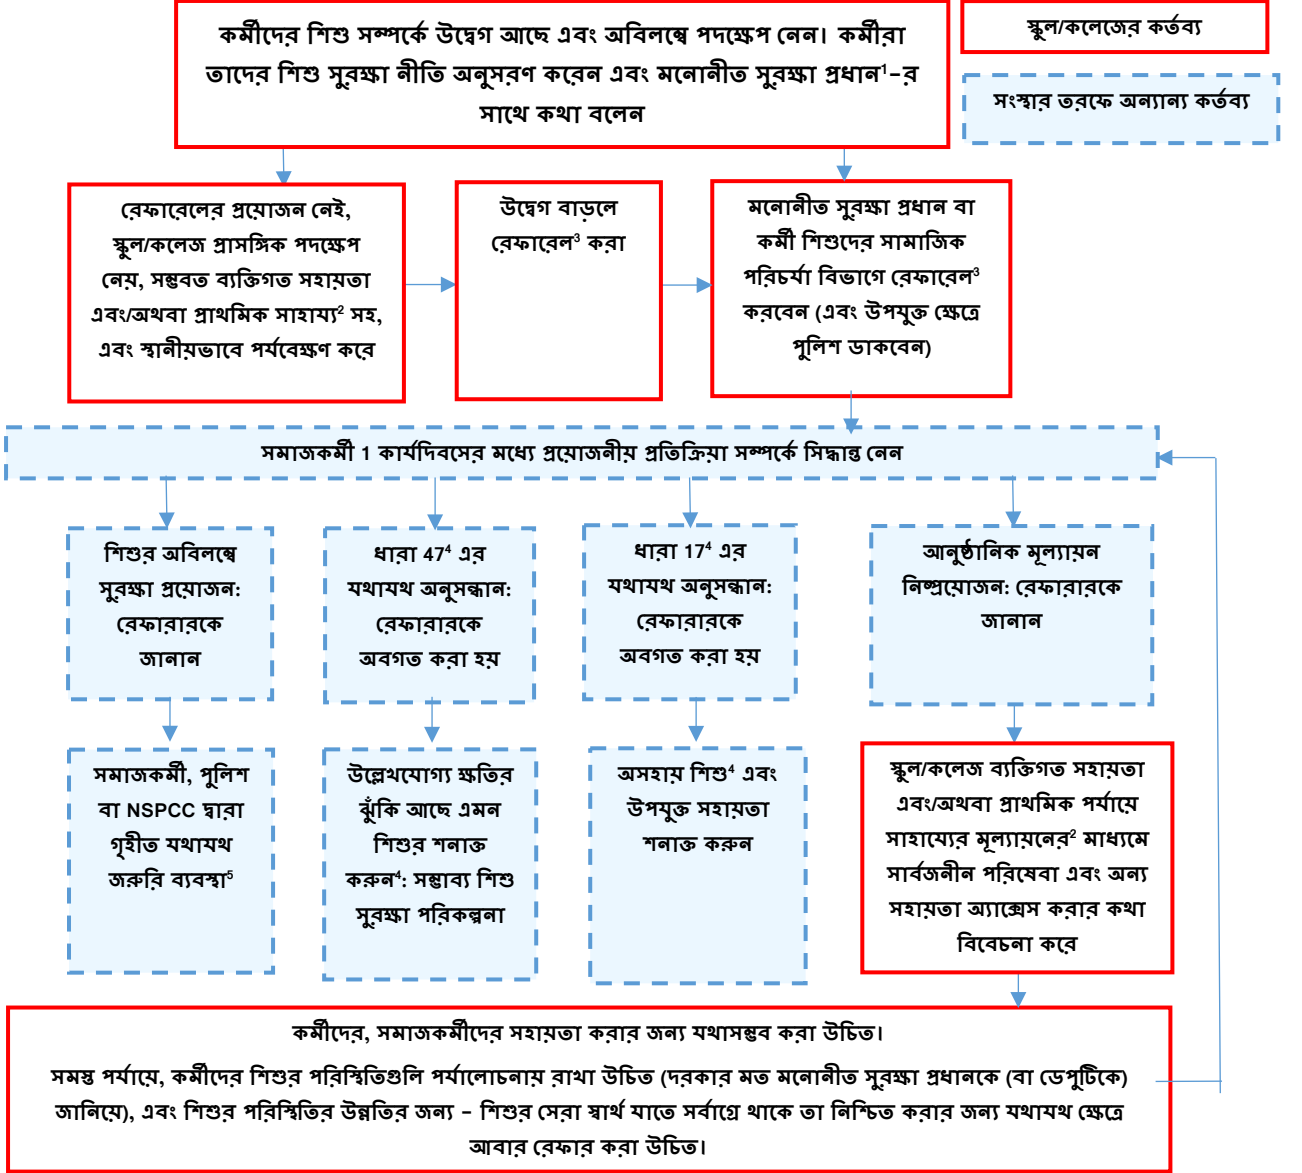 কর্মীদের শিশু সম্পর্কে উদ্বেগ আছে এবং অবিলম্বে পদক্ষেপ নেন। কর্মীরা
তাদের শিশু সুরক্ষা নীতি অনুসরণ করেন এবং মনোনীত সুরক্ষা প্রধান¹-র
সাথে কথা বলেন
স্কুল/কলেজের কর্তব্য
সংস্থার তরফে অন্যান্য কর্তব্য
রেফারেলের প্রয়োজন নেই,
স্কুল/কলেজ প্রাসঙ্গিক পদক্ষেপ
নেয়, সম্ভবত ব্যক্তিগত সহায়তা
এবং/অথবা প্রাথমিক সাহায্য² সহ,
এবং স্থানীয়ভাবে পর্যবেক্ষণ করে
উদ্বেগ বাড়লে
রেফারেল³ করা
মনোনীত সুরক্ষা প্রধান বা
কর্মী শিশুদের সামাজিক
পরিচর্যা বিভাগে রেফারেল³
করবেন (এবং উপযুক্ত ক্ষেত্রে
পুলিশ ডাকবেন)
সমাজকর্মী 1 কার্যদিবসের মধ্যে প্রয়োজনীয় প্রতিক্রিয়া সম্পর্কে সিদ্ধান্ত নেন
শিশুর অবিলম্বে
সুরক্ষা প্রয়োজন:
রেফারারকে
জানান
ধারা 47⁴ এর
যথাযথ অনুসন্ধান:
রেফারারকে
অবগত করা হয়
ধারা 17⁴ এর
যথাযথ অনুসন্ধান:
রেফারারকে
অবগত করা হয়
আনুষ্ঠানিক মূল্যায়ন
নিষ্প্রয়োজন: রেফারারকে
জানান
সমাজকর্মী, পুলিশ
বা NSPCC দ্বারা
গৃহীত যথাযথ
জরুরি ব্যবস্থা⁵
উল্লেখযোগ্য ক্ষতির
ঝুঁকি আছে এমন
শিশুর শনাক্ত
করুন⁴: সম্ভাব্য শিশু
সুরক্ষা পরিকল্পনা
অসহায় শিশু⁴ এবং
উপযুক্ত সহায়তা
শনাক্ত করুন
স্কুল/কলেজ ব্যক্তিগত সহায়তা
এবং/অথবা প্রাথমিক পর্যায়ে
সাহায্যের মূল্যায়নের² মাধ্যমে
সার্বজনীন পরিষেবা এবং অন্য
সহায়তা অ্যাক্সেস করার কথা
বিবেচনা করে
কর্মীদের, সমাজকর্মীদের সহায়তা করার জন্য যথাসম্ভব করা উচিত।
সমস্ত পর্যায়ে, কর্মীদের শিশুর পরিস্থিতিগুলি পর্যালোচনায় রাখা উচিত (দরকার মত মনোনীত সুরক্ষা প্রধানকে (বা ডেপুটিকে)
জানিয়ে), এবং শিশুর পরিস্থিতির উন্নতির জন্য – শিশুর সেরা স্বার্থ যাতে সর্বাগ্রে থাকে তা নিশ্চিত করার জন্য যথাযথ ক্ষেত্রে
আবার রেফার করা উচিত।